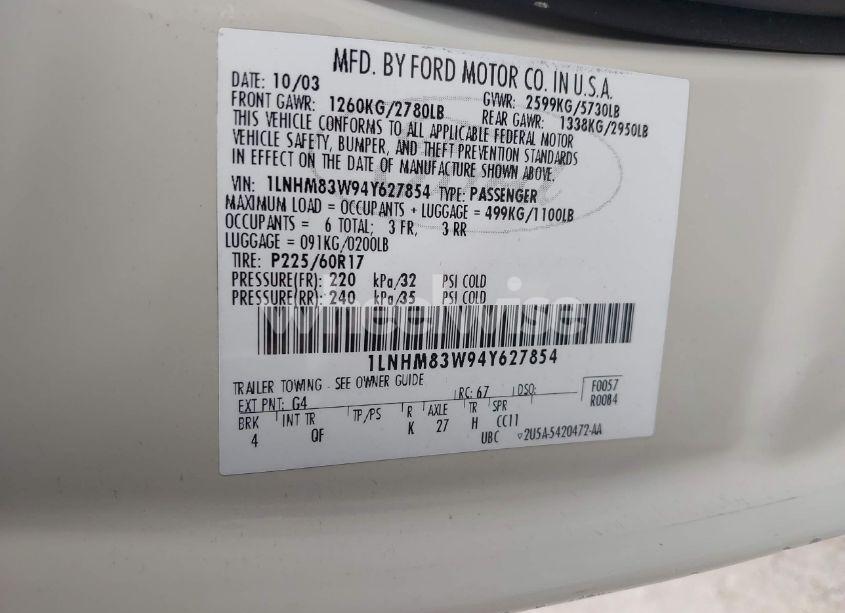 MFD. BY FORD MOTOR CO. IN U.S.A.
DATE: 10/03 GVWR: 2599KG/5730LB
FRONT GAWR: 1260KG/2780LB REAR GAWR: 1338KG/2950LB
THIS VEHICLE CONFORMS TO ALL APPLICABLE FEDERAL MOTOR
VEHICLE SAFETY, BUMPER, AND THEFT PREVENTION STANDARDS
IN EFFECT ON THE DATE OF MANUFACTURE SHOWN ABOVE.
VIN: 1LNHM83W94Y627854 TYPE: PASSENGER
MAXIMUM LOAD = OCCUPANTS + LUGGAGE = 499KG/1100LB
OCCUPANTS = 6 TOTAL; 3 FR, 3 RR
LUGGAGE = 091KG/0200LB
TIRE: P225/60R17
PRESSURE(FR) 220 kPa/32 PSI COLD
PRESSURE(RR) 240 kPa/35 PSI COLD
wheelwise
1LNHM83W94Y627854
TRAILER TOWING - SEE OWNER GUIDE
EXT PNT: G4 RC: 67 DSO: F0057
R0084
BRK INT TR TP/PS R AXLE TR SPR
4 QF K 27 H CC11
UBC 2U5A-5420472-AA